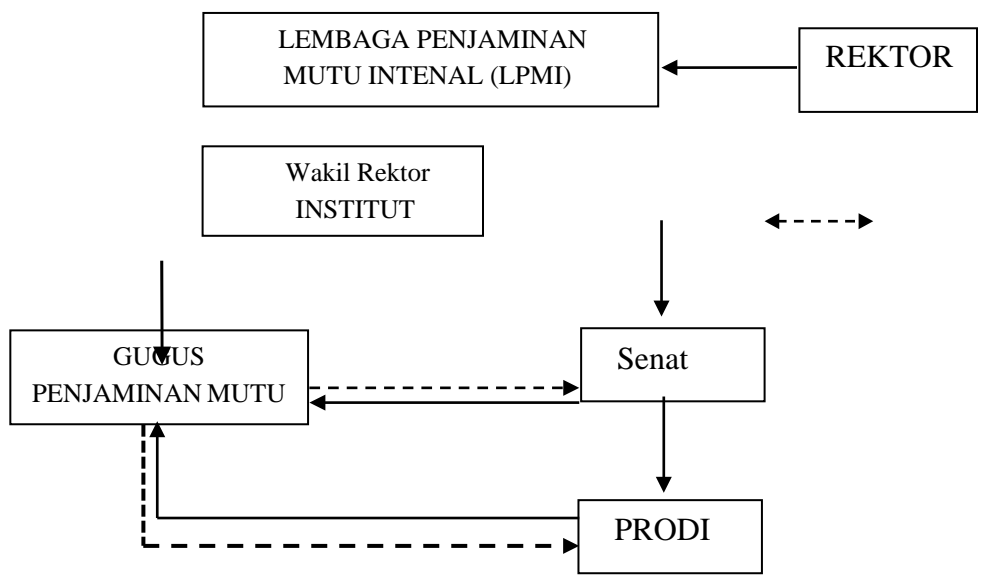 LEMBAGA PENJAMINAN
MUTU INTENAL (LPMI)
REKTOR
Wakil Rektor
INSTITUT
GUGUS
PENJAMINAN MUTU
Senat
PRODI